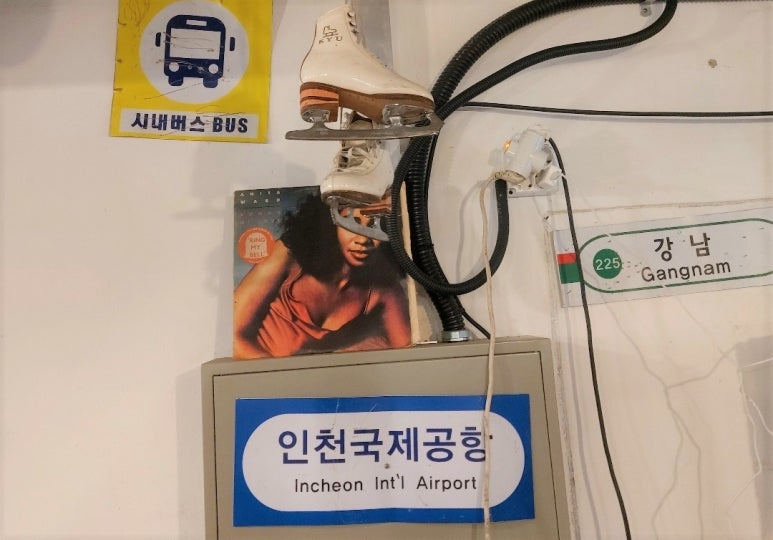 시내버스 BUS
RYU
ANITA
WARD
RING
MY
BELL
225
강남
Gangnam
인천국제공항
Incheon Int'l Airport